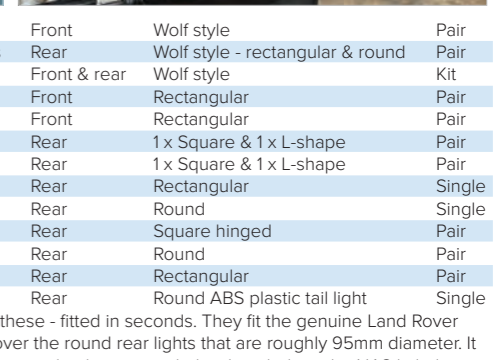 Front Wolf style Pair
Rear Wolf style - rectangular & round Pair
Front & rear Wolf style Kit
Front Rectangular Pair
Front Rectangular Pair
Rear 1 x Square & 1 x L-shape Pair
Rear 1 x Square & 1 x L-shape Pair
Rear Rectangular Single
Rear Round Single
Rear Square hinged Pair
Rear Round Pair
Rear Rectangular Pair
Rear Round ABS plastic tail light Single
these - fitted in seconds. They fit the genuine Land Rover
over the round rear lights that are roughly 95mm diameter. It